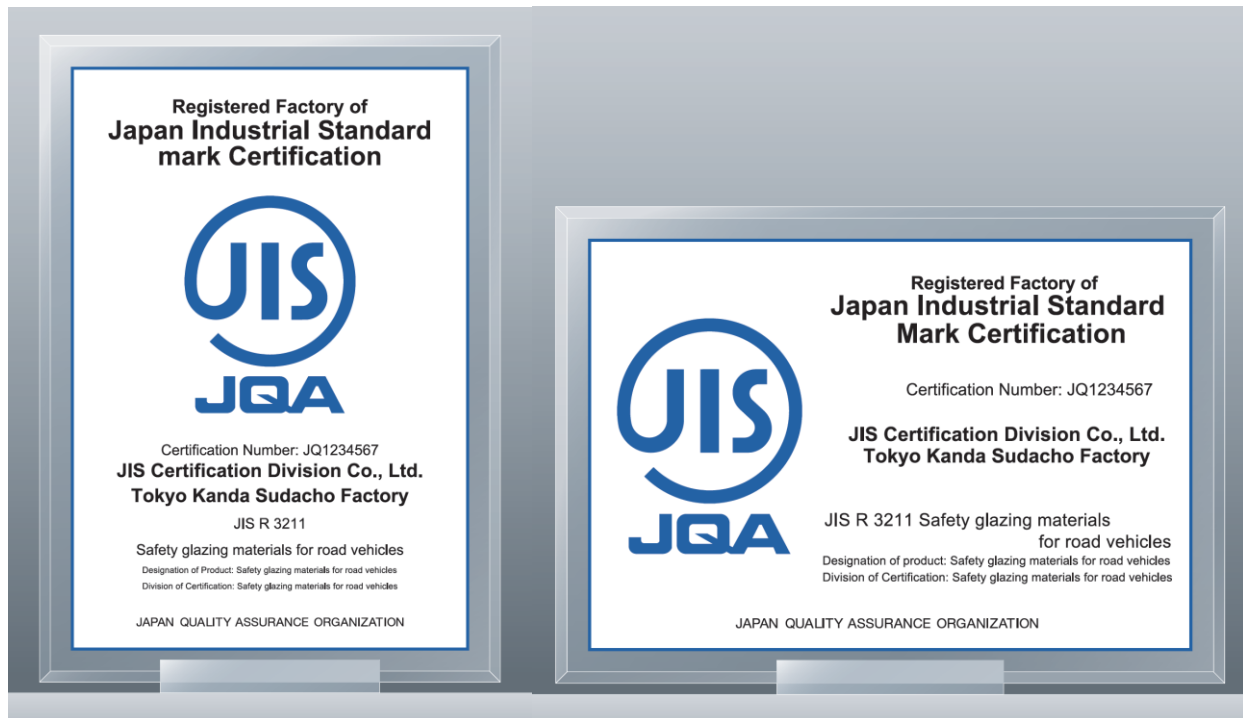 Registered Factory of
Japan Industrial Standard
mark Certification
JIS
JQA
Certification Number: JQ1234567
JIS Certification Division Co., Ltd.
Tokyo Kanda Sudacho Factory
JIS R 3211
Safety glazing materials for road vehicles
Designation of Product: Safety glazing materials for road vehicles
Division of Certification: Safety glazing materials for road vehicles
JAPAN QUALITY ASSURANCE ORGANIZATION
Registered Factory of
Japan Industrial Standard
Mark Certification
JIS
JQA
Certification Number: JQ1234567
JIS Certification Division Co., Ltd.
Tokyo Kanda Sudacho Factory
JIS R 3211 Safety glazing materials
for road vehicles
Designation of product: Safety glazing materials for road vehicles
Division of Certification: Safety glazing materials for road vehicles
JAPAN QUALITY ASSURANCE ORGANIZATION